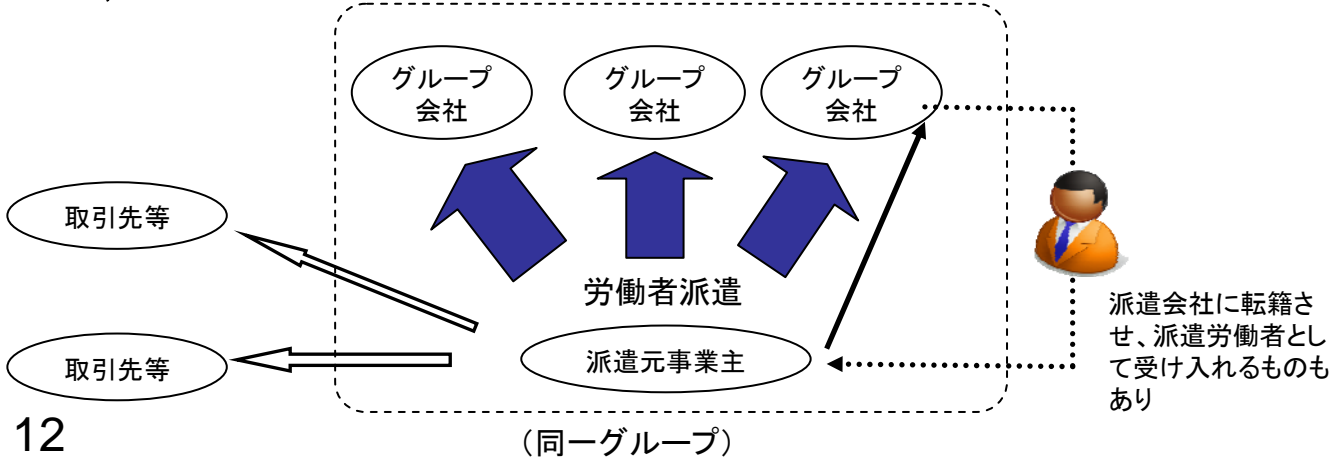 グループ
会社
グループ
会社
グループ
会社
取引先等
労働者派遣
派遣会社に転籍さ
せ、派遣労働者とし
て受け入れるものも
あり
取引先等
派遣元事業主
12
(同一グループ)